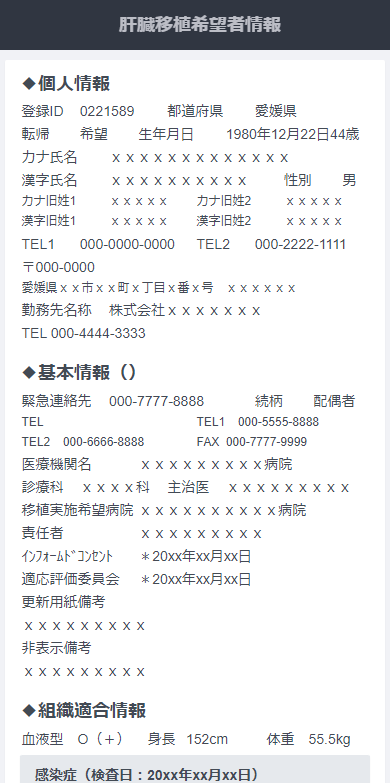 肝臓移植希望者情報
◆個人情報
登録ID 0221589 都道府県 愛媛県
転帰 希望 生年月日 1980年12月22日44歳
カナ氏名 ｘｘｘｘｘｘｘｘｘｘｘｘｘ
漢字氏名 ｘｘｘｘｘｘｘｘｘｘ 性別 男
カナ旧姓1 ｘｘｘｘｘ カナ旧姓2 ｘｘｘｘｘ
漢字旧姓1 ｘｘｘｘｘ 漢字旧姓2 ｘｘｘｘｘ
TEL1 000-0000-0000 TEL2 000-2222-1111
〒000-0000
愛媛県ｘｘ市ｘｘ町ｘ丁目ｘ番ｘ号 ｘｘｘｘｘｘ
勤務先名称 株式会社ｘｘｘｘｘｘｘ
TEL 000-4444-3333
◆基本情報（）
緊急連絡先 000-7777-8888 続柄 配偶者
TEL TEL1 000-5555-8888
TEL2 000-6666-8888 FAX 000-7777-9999
医療機関名 ｘｘｘｘｘｘｘｘｘ病院
診療科 ｘｘｘｘ科 主治医 ｘｘｘｘｘｘｘｘｘ
移植実施希望病院 ｘｘｘｘｘｘｘｘｘｘ病院
責任者 ｘｘｘｘｘｘｘｘｘ
ｲﾝﾌｫｰﾑﾄﾞｺﾝｾﾝﾄ ＊20xx年xx月xx日
適応評価委員会 ＊20xx年xx月xx日
更新用紙備考
ｘｘｘｘｘｘｘｘｘ
非表示備考
ｘｘｘｘｘｘｘｘｘ
◆組織適合情報
血液型 O（＋） 身長 152cm 体重 55.5kg
感染症（検査日：20xx年xx月xx日）